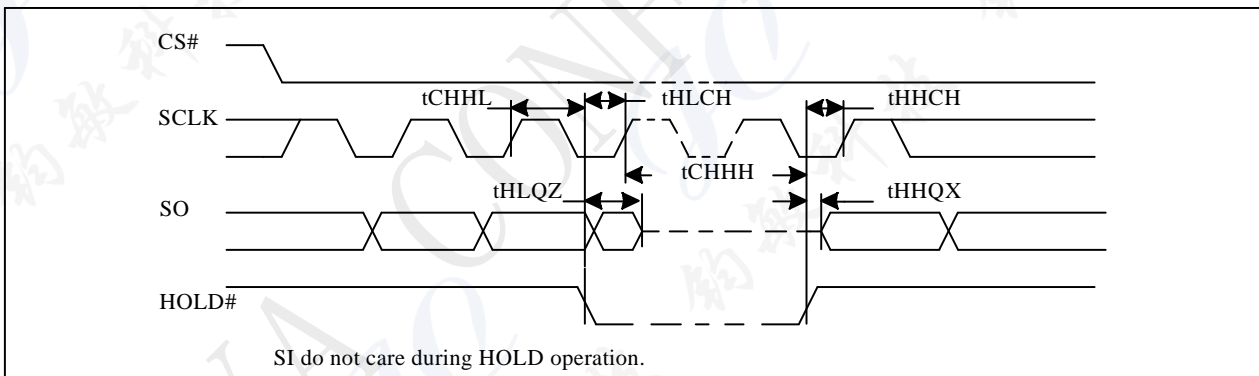 CS#
tCHHL
tHLCH
tHHCH
SCLK
tCHHH
tHLQZ
tHHQX
SO
HOLD#
SI do not care during HOLD operation.